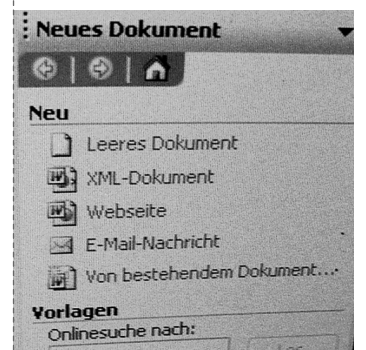 Neues Dokument
Neu
Leeres Dokument
XML-Dokument
Webseite
E-Mail-Nachricht
Von bestehendem Dokument...
Vorlagen
Onlinesuche nach: